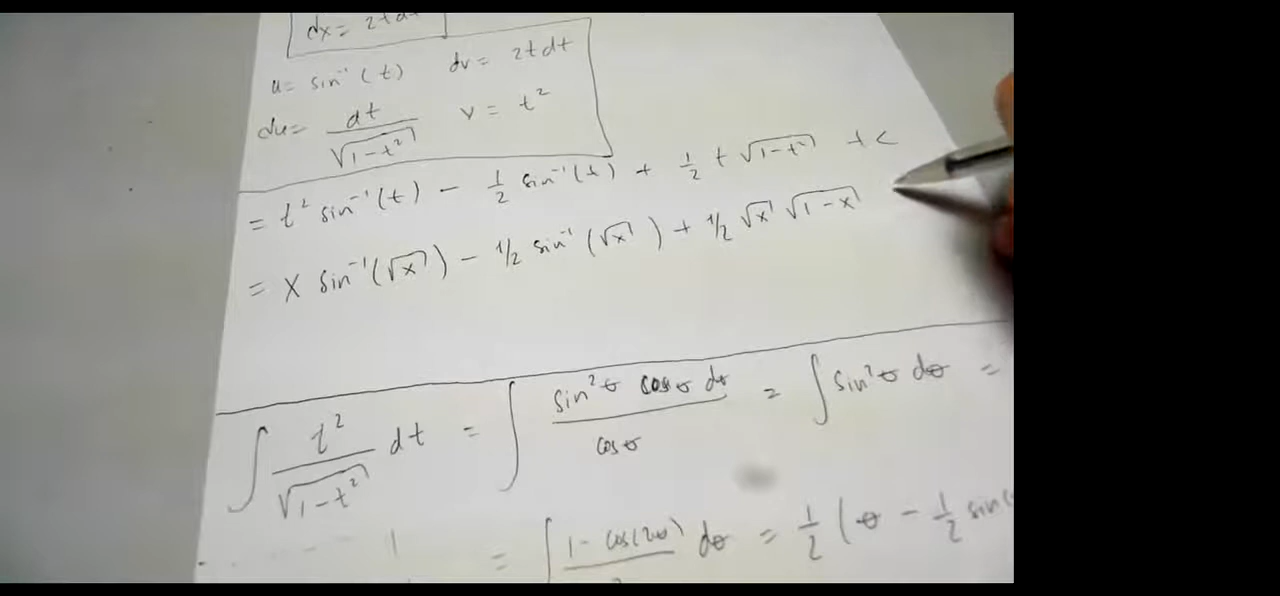 dx = 2t dt
u = sin⁻¹(t) dv = 2t dt
du = dt/√(1-t²) v = t²
= t² sin⁻¹(t) - 1/2 sin⁻¹(t) + 1/2 t √(1-t²) + c
= x sin⁻¹(√x) - 1/2 sin⁻¹(√x) + 1/2 √x √(1-x)
∫ t²/√(1-t²) dt = ∫ sin²θ cosθ dθ / cosθ = ∫ sin²θ dθ =
= ∫ 1 - cos(2θ) dθ = 1/2 (θ - 1/2 sin(